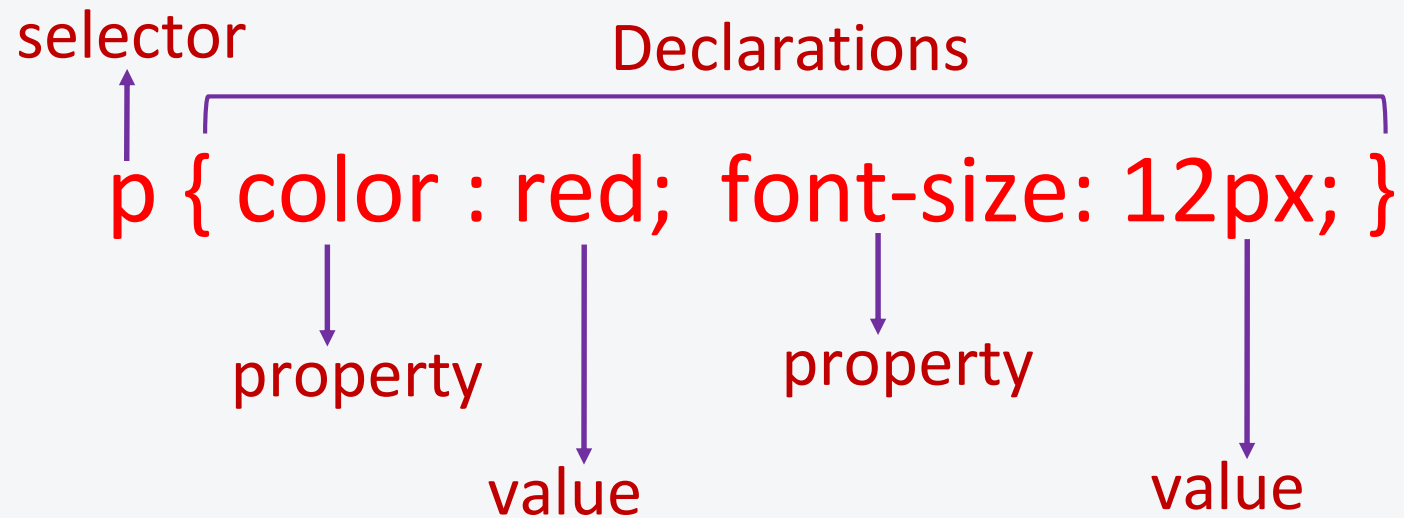 selector
Declarations
p { color : red; font-size: 12px; }
property
property
value
value